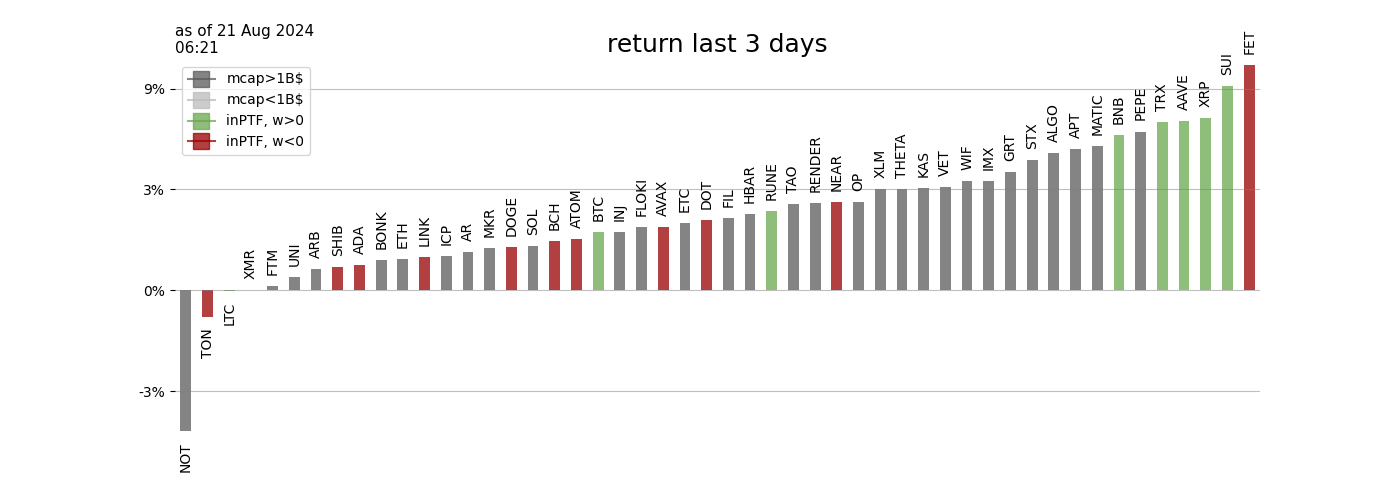 as of 21 Aug 2024
06:21
return last 3 days
mcap>1B$
mcap<1B$
inPTF, w>0
inPTF, w<0
9%
3%
0%
-3%
NOT
TON
LTC
XMR
FTM
UNI
ARB
SHIB
ADA
BONK
ETH
LINK
ICP
AR
MKR
DOGE
SOL
BCH
ATOM
BTC
INJ
FLOKI
AVAX
ETC
DOT
FIL
HBAR
RUNE
TAO
RENDER
NEAR
OP
XLM
THETA
KAS
VET
WIF
IMX
GRT
STX
ALGO
APT
MATIC
BNB
PEPE
TRX
AAVE
XRP
SUI
FET